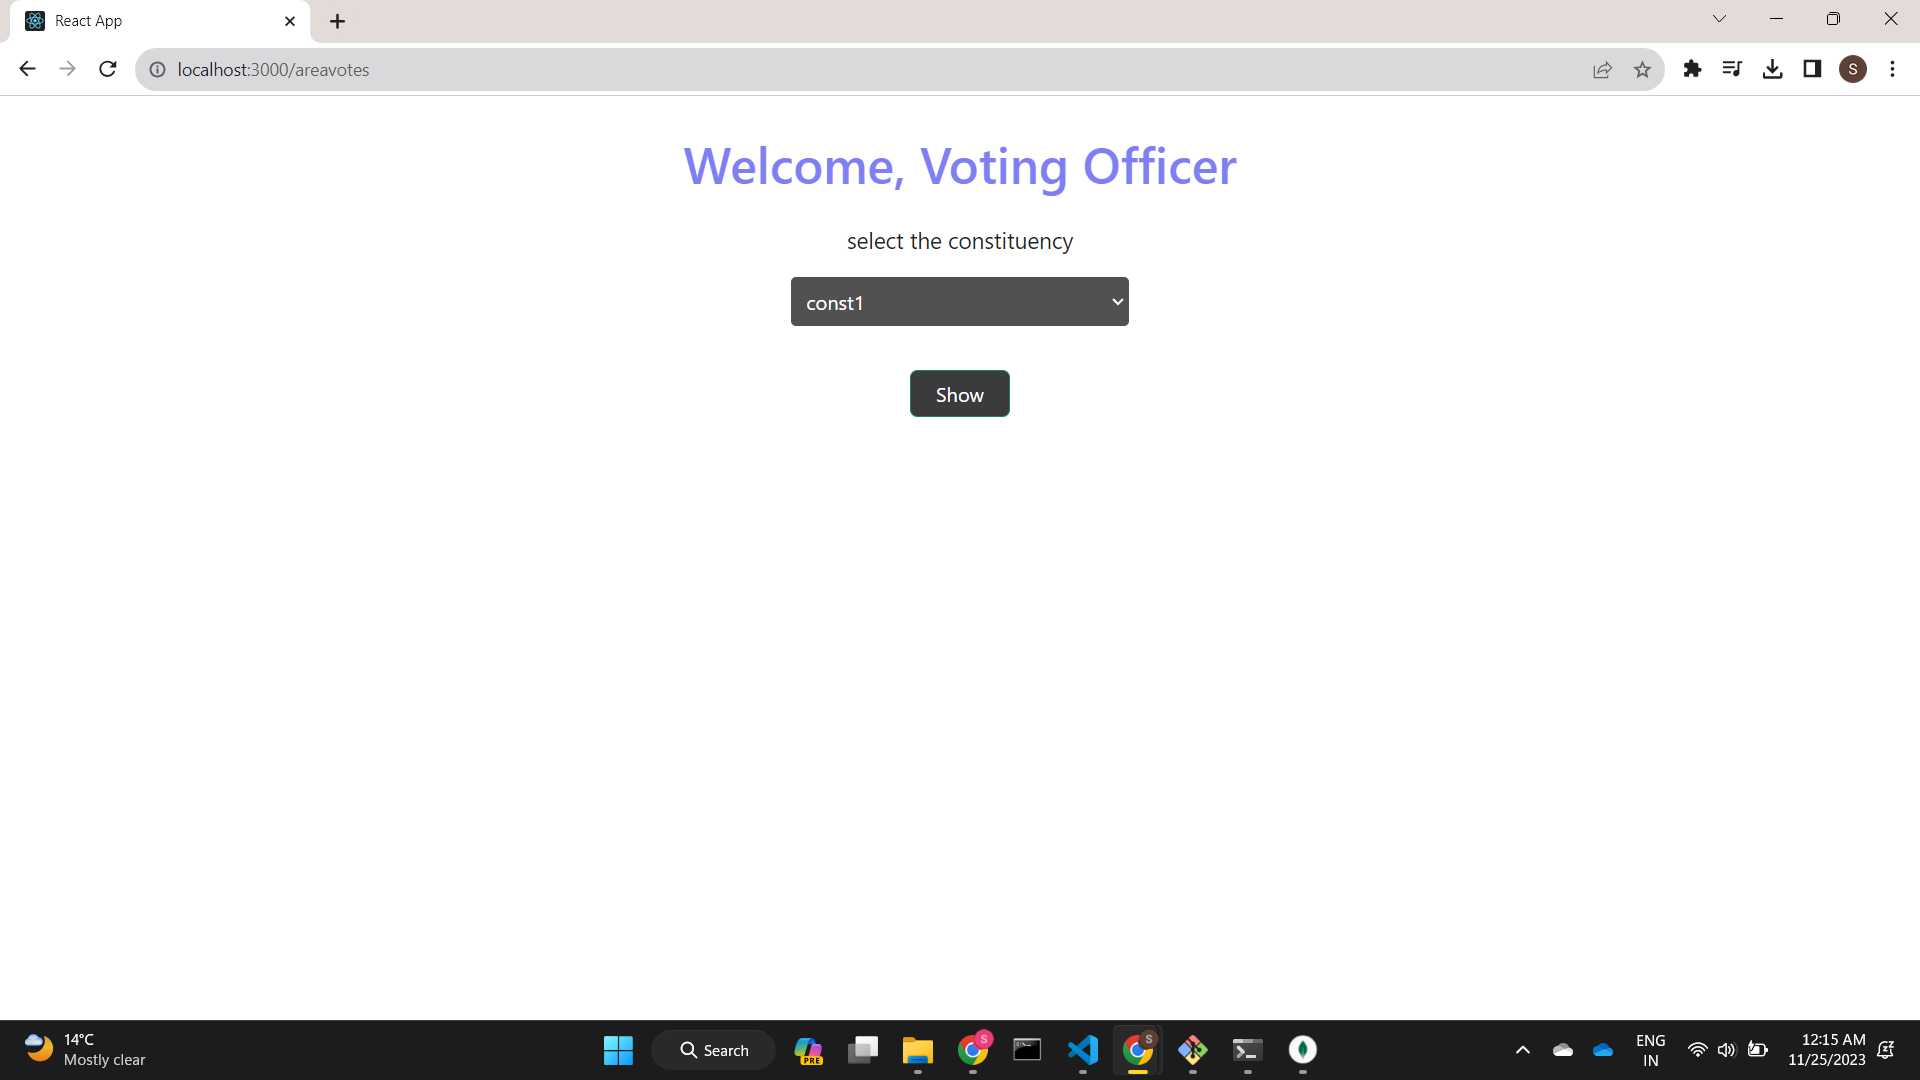 React App
localhost:3000/areavotes
S
Welcome, Voting Officer
select the constituency
const1
Show
14°C
Mostly clear
Search
PRE
S
S
ENG
IN
12:15 AM
11/25/2023